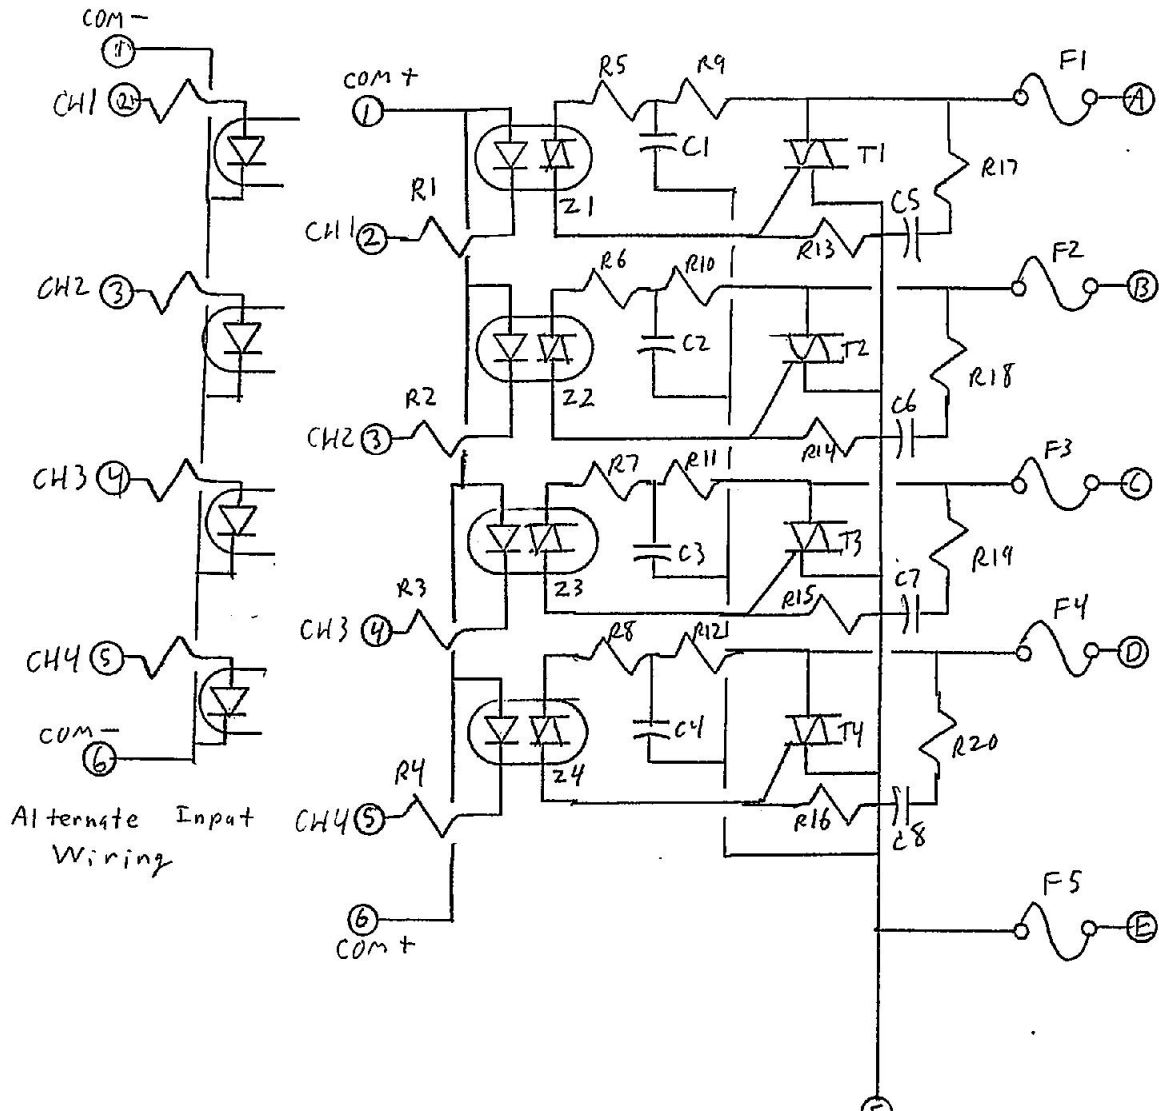 COM-
1
CH1 2
CH2 3
CH3 4
CH4 5
COM-
6
Alternate Input
Wiring
COM+
1
R5 R9
C1
T1
F1
A
R17
C5
R1
Z1
CH1 2
R13
R6 R10
F2
B
C2
T2
R18
R2
Z2
C6
CH2 3
R14
R7 R11
F3
C
C3
T3
R19
R3
Z3
C7
R15
CH3 4
R8 R12
F4
D
C4
T4
R20
R4
Z4
CH4 5
R16
C8
6
COM+
F5
E